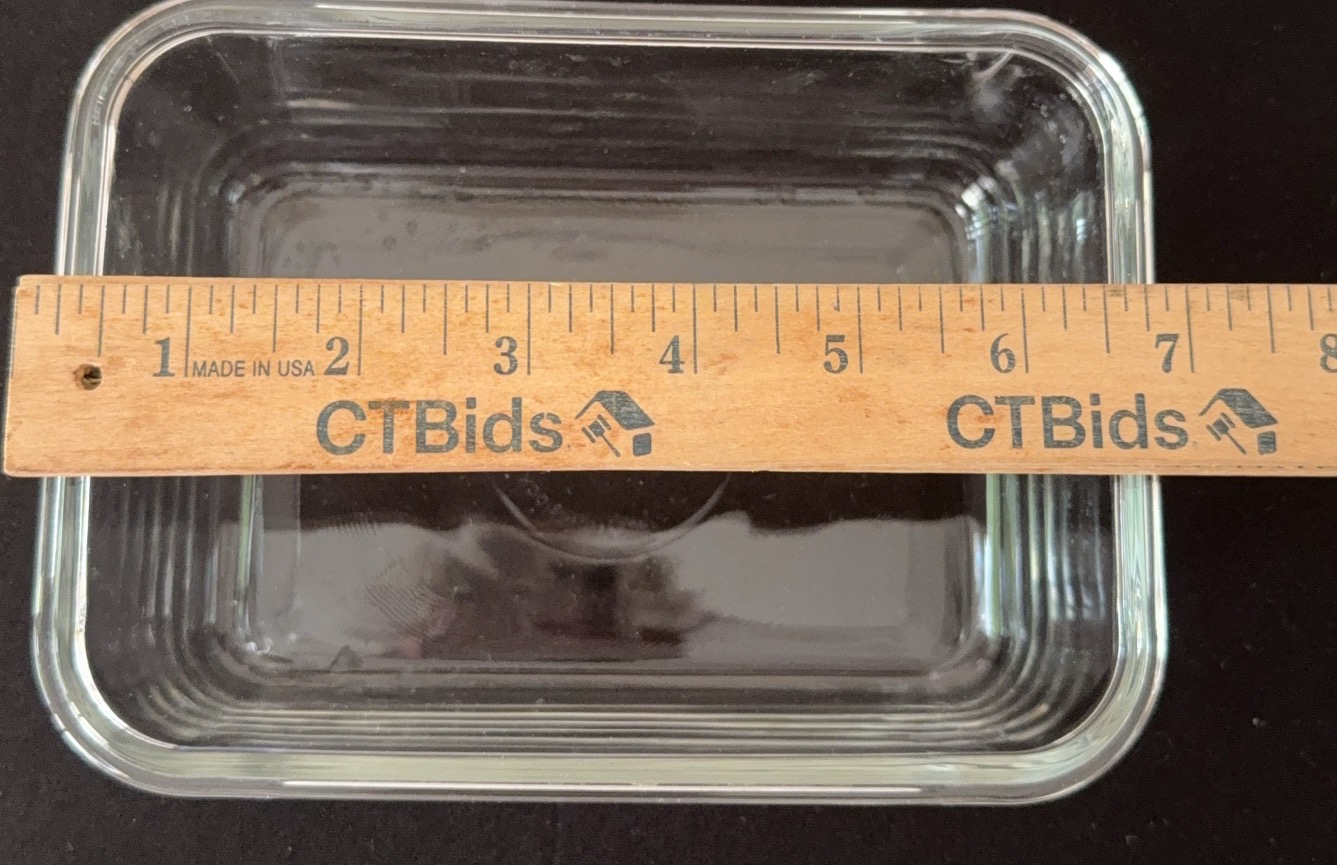 1 MADE IN USA 2 3 4 5 6 7 8
CTBids CTBids